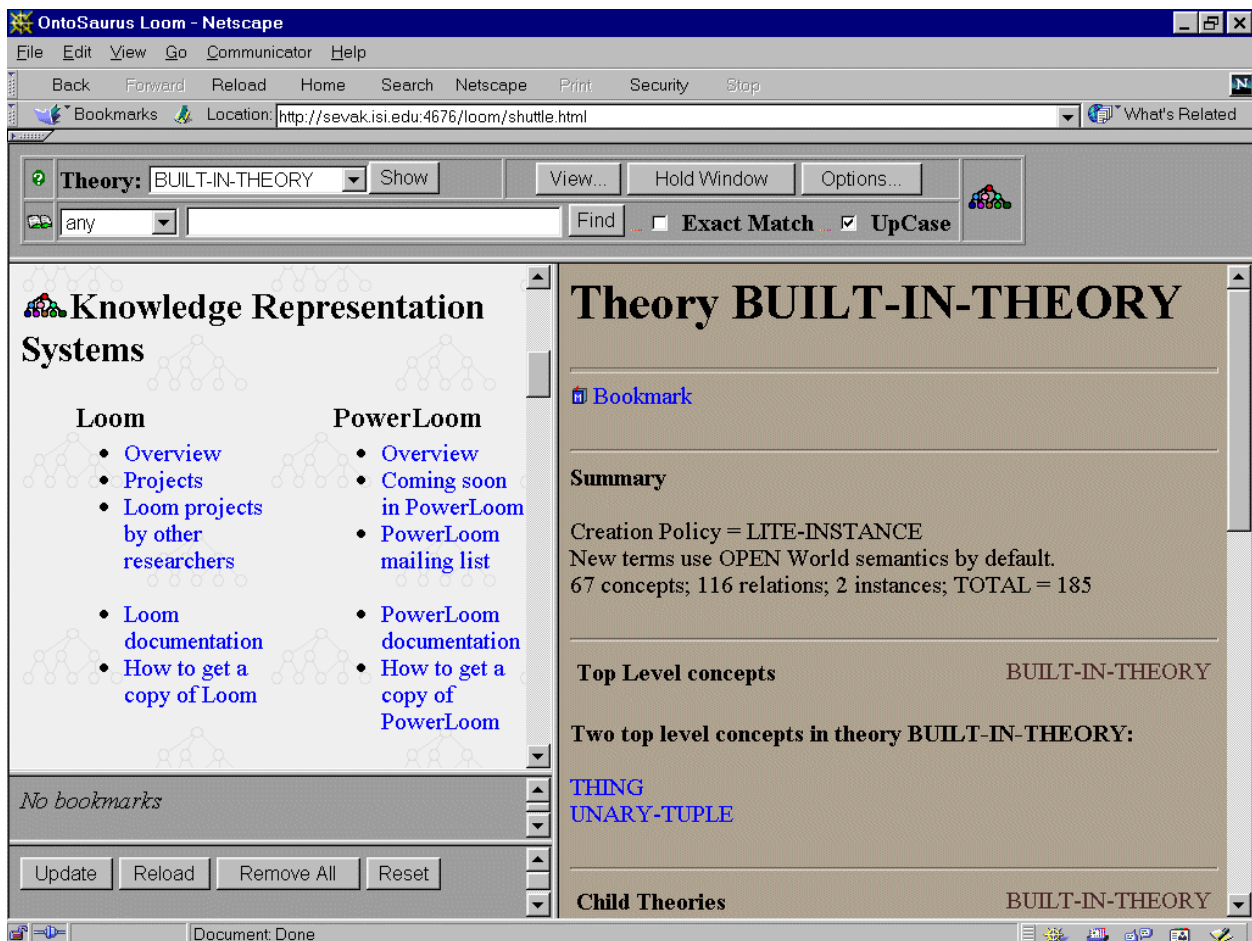 OntoSaurus Loom - Netscape
File Edit View Go Communicator Help
Back Forward Reload Home Search Netscape Print Security Stop
Bookmarks Location: http://sevak.isi.edu:4676/loom/shuttle.html What's Related
Theory: BUILT-IN-THEORY Show View... Hold Window Options...
any Find Exact Match UpCase
Knowledge Representation
Systems
Loom
Overview
Projects
Loom projects
by other
researchers
Loom
documentation
How to get a
copy of Loom
PowerLoom
Overview
Coming soon
in PowerLoom
PowerLoom
mailing list
PowerLoom
documentation
How to get a
copy of
PowerLoom
No bookmarks
Update Reload Remove All Reset
Theory BUILT-IN-THEORY
Bookmark
Summary
Creation Policy = LITE-INSTANCE
New terms use OPEN World semantics by default.
67 concepts; 116 relations; 2 instances; TOTAL = 185
Top Level concepts BUILT-IN-THEORY
Two top level concepts in theory BUILT-IN-THEORY:
THING
UNARY-TUPLE
Child Theories BUILT-IN-THEORY
Document: Done